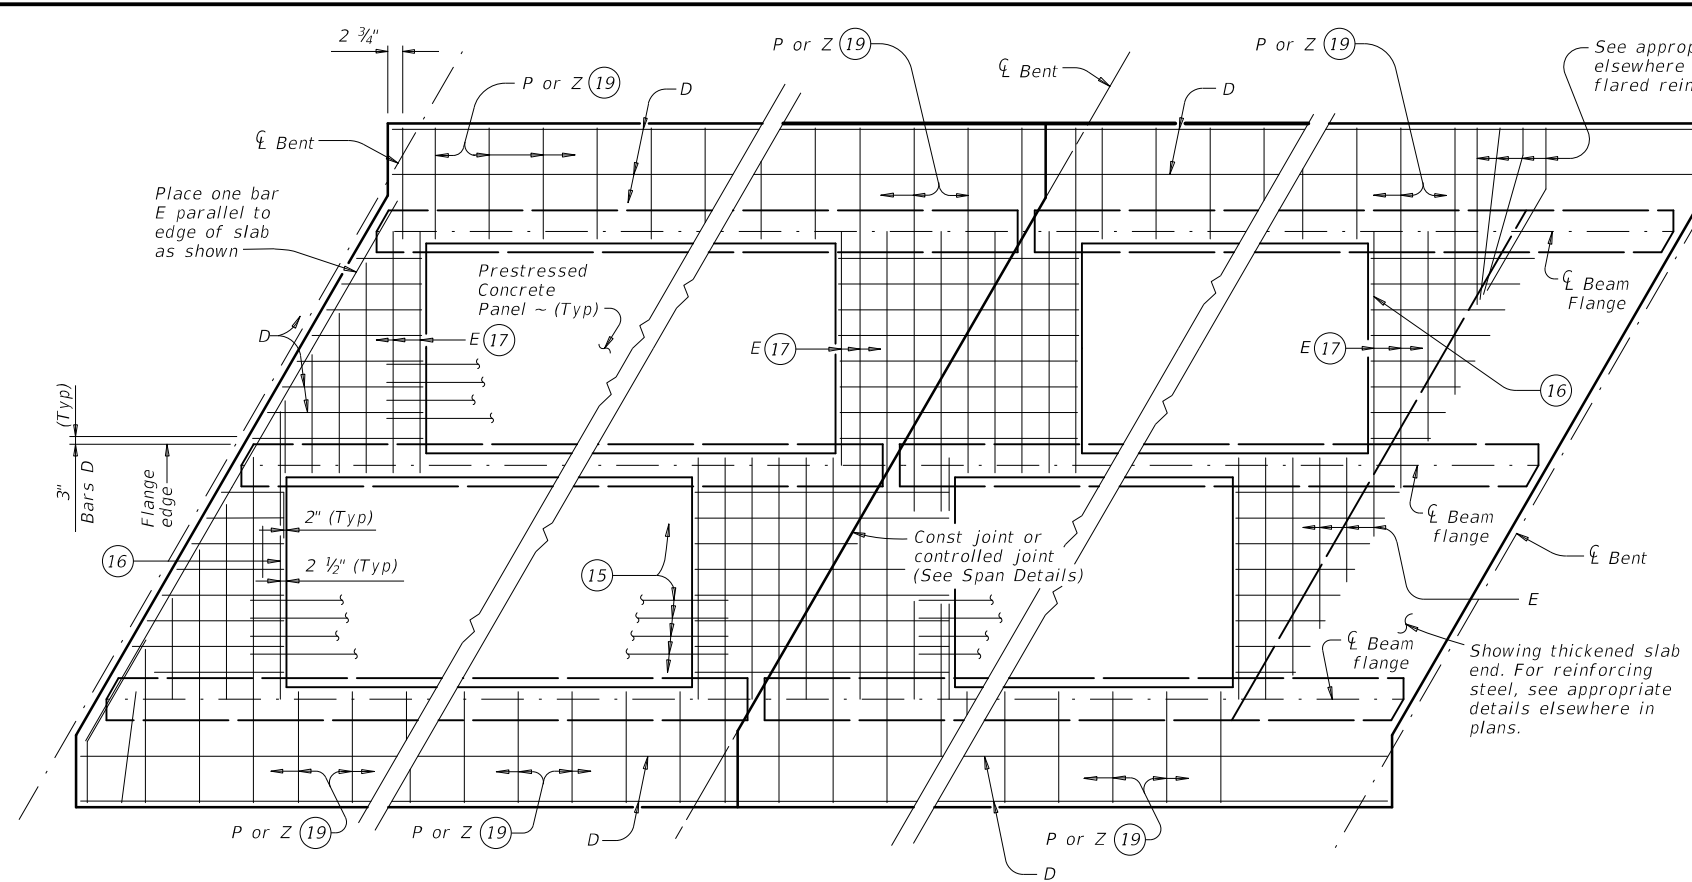 2 ¾"
P or Z 19
D
P or Z 19
℄ Bent
P or Z 19
D
See
elsewhere
flared
℄ Bent
Place one bar
E parallel to
edge of slab
as shown
Prestressed
Concrete
Panel ~ (Typ)
℄ Beam
Flange
D
E 17
E 17
E 17
16
(Typ)
3"
Bars D
Flange
edge
2" (Typ)
16
2 ½" (Typ)
15
Const joint or
controlled joint
(See Span Details)
℄ Beam
flange
℄ Bent
E
℄ Beam
flange
Showing thickened slab
end. For reinforcing
steel, see appropriate
details elsewhere in
plans.
P or Z 19
P or Z 19
D
P or Z 19
D